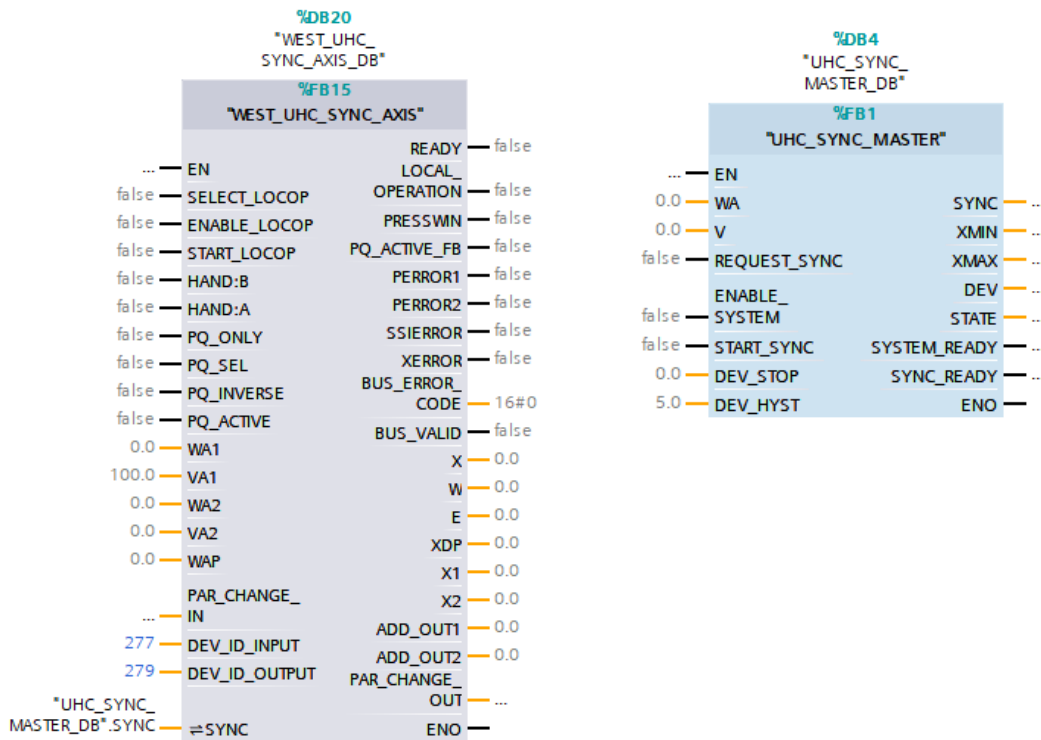 %DB20
"WEST_UHC_
SYNC_AXIS_DB"
%FB15
"WEST_UHC_SYNC_AXIS"
READY false
... EN
LOCAL_
OPERATION false
false SELECT_LOCOP
false ENABLE_LOCOP
PRESSWIN false
false START_LOCOP
PQ_ACTIVE_FB false
false HAND:B
PERROR1 false
false HAND:A
PERROR2 false
false PQ_ONLY
SSIERROR false
false PQ_SEL
XERROR false
false PQ_INVERSE
BUS_ERROR_
CODE 16#0
false PQ_ACTIVE
BUS_VALID false
0.0 WA1
X 0.0
100.0 VA1
W 0.0
0.0 WA2
E 0.0
0.0 VA2
XDP 0.0
0.0 WAP
X1 0.0
PAR_CHANGE_
... IN
X2 0.0
ADD_OUT1 0.0
277 DEV_ID_INPUT
ADD_OUT2 0.0
279 DEV_ID_OUTPUT
PAR_CHANGE_
OUT ...
"UHC_SYNC_
MASTER_DB".SYNC ⇌SYNC
ENO
%DB4
"UHC_SYNC_
MASTER_DB"
%FB1
"UHC_SYNC_MASTER"
... EN
0.0 WA SYNC ..
0.0 V XMIN ..
false REQUEST_SYNC XMAX ..
ENABLE_
DEV ..
false SYSTEM STATE ..
false START_SYNC SYSTEM_READY ..
0.0 DEV_STOP SYNC_READY ..
5.0 DEV_HYST ENO